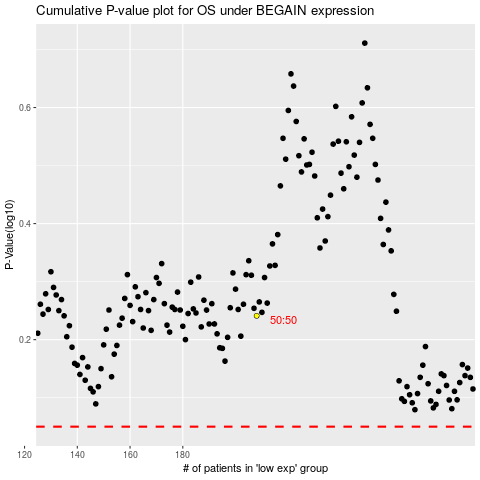 Cumulative P-value plot for OS under BEGAIN expression
P-Value(log10)
0.6
0.4
0.2
50:50
120 140 160 180
# of patients in 'low exp' group